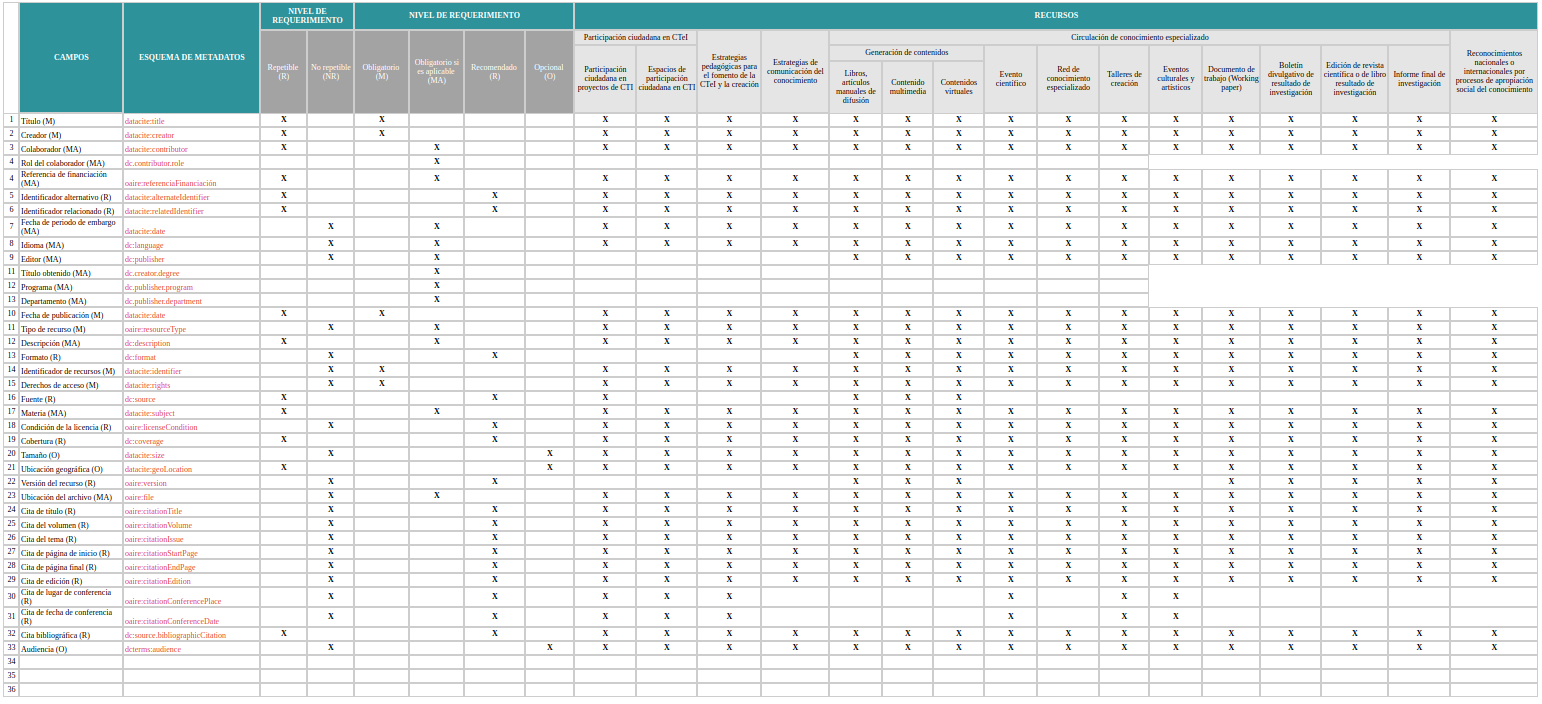 NIVEL DE REQUERIMIENTO NIVEL DE REQUERIMIENTO RECURSOS
CAMPOS ESQUEMA DE METADATOS
Repetible (R) No repetible (NR) Obligatorio (M) Obligatorio si es aplicable (MA) Recomendado (R) Opcional (O)
Participación ciudadana en CTeI Circulación de conocimiento especializado
Generación de contenidos
Participación ciudadana en proyectos de CTI Espacios de participación ciudadana en CTI Estrategias pedagógicas para el fomento de la CTeI y la creación Estrategias de comunicación del conocimiento Libros, artículos manuales de difusión Contenido multimedia Contenidos virtuales Evento científico Red de conocimiento especializado Talleres de creación Eventos culturales y artísticos Documento de trabajo (Working paper) Boletín divulgativo de resultado de investigación Edición de revista científica o de libro resultado de investigación Informe final de investigación Reconocimientos nacionales o internacionales por procesos de apropiación social del conocimiento
1 Título (M) datacite:title X X X X X X X X X X X X X X X X X X
2 Creador (M) datacite:creator X X X X X X X X X X X X X X X X X X
3 Colaborador (MA) datacite:contributor X X X X X X X X X X X X X X X X X X
4 Rol del colaborador (MA) dc.contributor.role X
4 Referencia de financiación (MA) oaire:referenciaFinanciación X X X X X X X X X X X X X X X X X X
5 Identificador alternativo (R) datacite:alternateIdentifier X X X X X X X X X X X X X X X X X X
6 Identificador relacionado (R) datacite:relatedIdentifier X X X X X X X X X X X X X X X X X X
7 Fecha de periodo de embargo (MA) datacite:date X X X X X X X X X X X X X X X X X X
8 Idioma (MA) dc:language X X X X X X X X X X X X X X X X X X
9 Editor (MA) dc:publisher X X X X X X X X X X X X X X
11 Título obtenido (MA) dc.creator.degree X
12 Programa (MA) dc.publisher.program X
13 Departamento (MA) dc.publisher.department X
10 Fecha de publicación (M) datacite:date X X X X X X X X X X X X X X X X X X
11 Tipo de recurso (M) oaire:resourceType X X X X X X X X X X X X X X X X X X
12 Descripción (MA) dc:description X X X X X X X X X X X X X X X X X X
13 Formato (R) dc:format X X X X X X X X X X X X X X
14 Identificador de recursos (M) datacite:identifier X X X X X X X X X X X X X X X X X X
15 Derechos de acceso (M) datacite:rights X X X X X X X X X X X X X X X X X X
16 Fuente (R) dc:source X X X X X X
17 Materia (MA) datacite:subject X X X X X X X X X X X X X X X X X X
18 Condición de la licencia (R) oaire:licenseCondition X X X X X X X X X X X X X X X X X X
19 Cobertura (R) dc:coverage X X X X X X X X X X X X X X X X X X
20 Tamaño (O) datacite:size X X X X X X X X X X X X X X X X X X
21 Ubicación geográfica (O) datacite:geoLocation X X X X X X X X X X X X X X X X X X
22 Versión del recurso (R) oaire:version X X X X X X X X X X
23 Ubicación del archivo (MA) oaire:file X X X X X X X X X X X X X X X X X X
24 Cita de título (R) oaire:citationTitle X X X X X X X X X X X X X X X X X X
25 Cita del volumen (R) oaire:citationVolume X X X X X X X X X X X X X X X X X X
26 Cita del tema (R) oaire:citationIssue X X X X X X X X X X X X X X X X X X
27 Cita de página de inicio (R) oaire:citationStartPage X X X X X X X X X X X X X X X X X X
28 Cita de página final (R) oaire:citationEndPage X X X X X X X X X X X X X X X X X X
29 Cita de edición (R) oaire:citationEdition X X X X X X X X X X X X X X X X X X
30 Cita de lugar de conferencia (R) oaire:citationConferencePlace X X X X X X X X
31 Cita de fecha de conferencia (R) oaire:citationConferenceDate X X X X X X X X
32 Cita bibliográfica (R) dc:source.bibliographicCitation X X X X X X X X X X X X X X X X X X
33 Audiencia (O) dcterms:audience X X X X X X X X X X X X X X X X X X
34
35
36